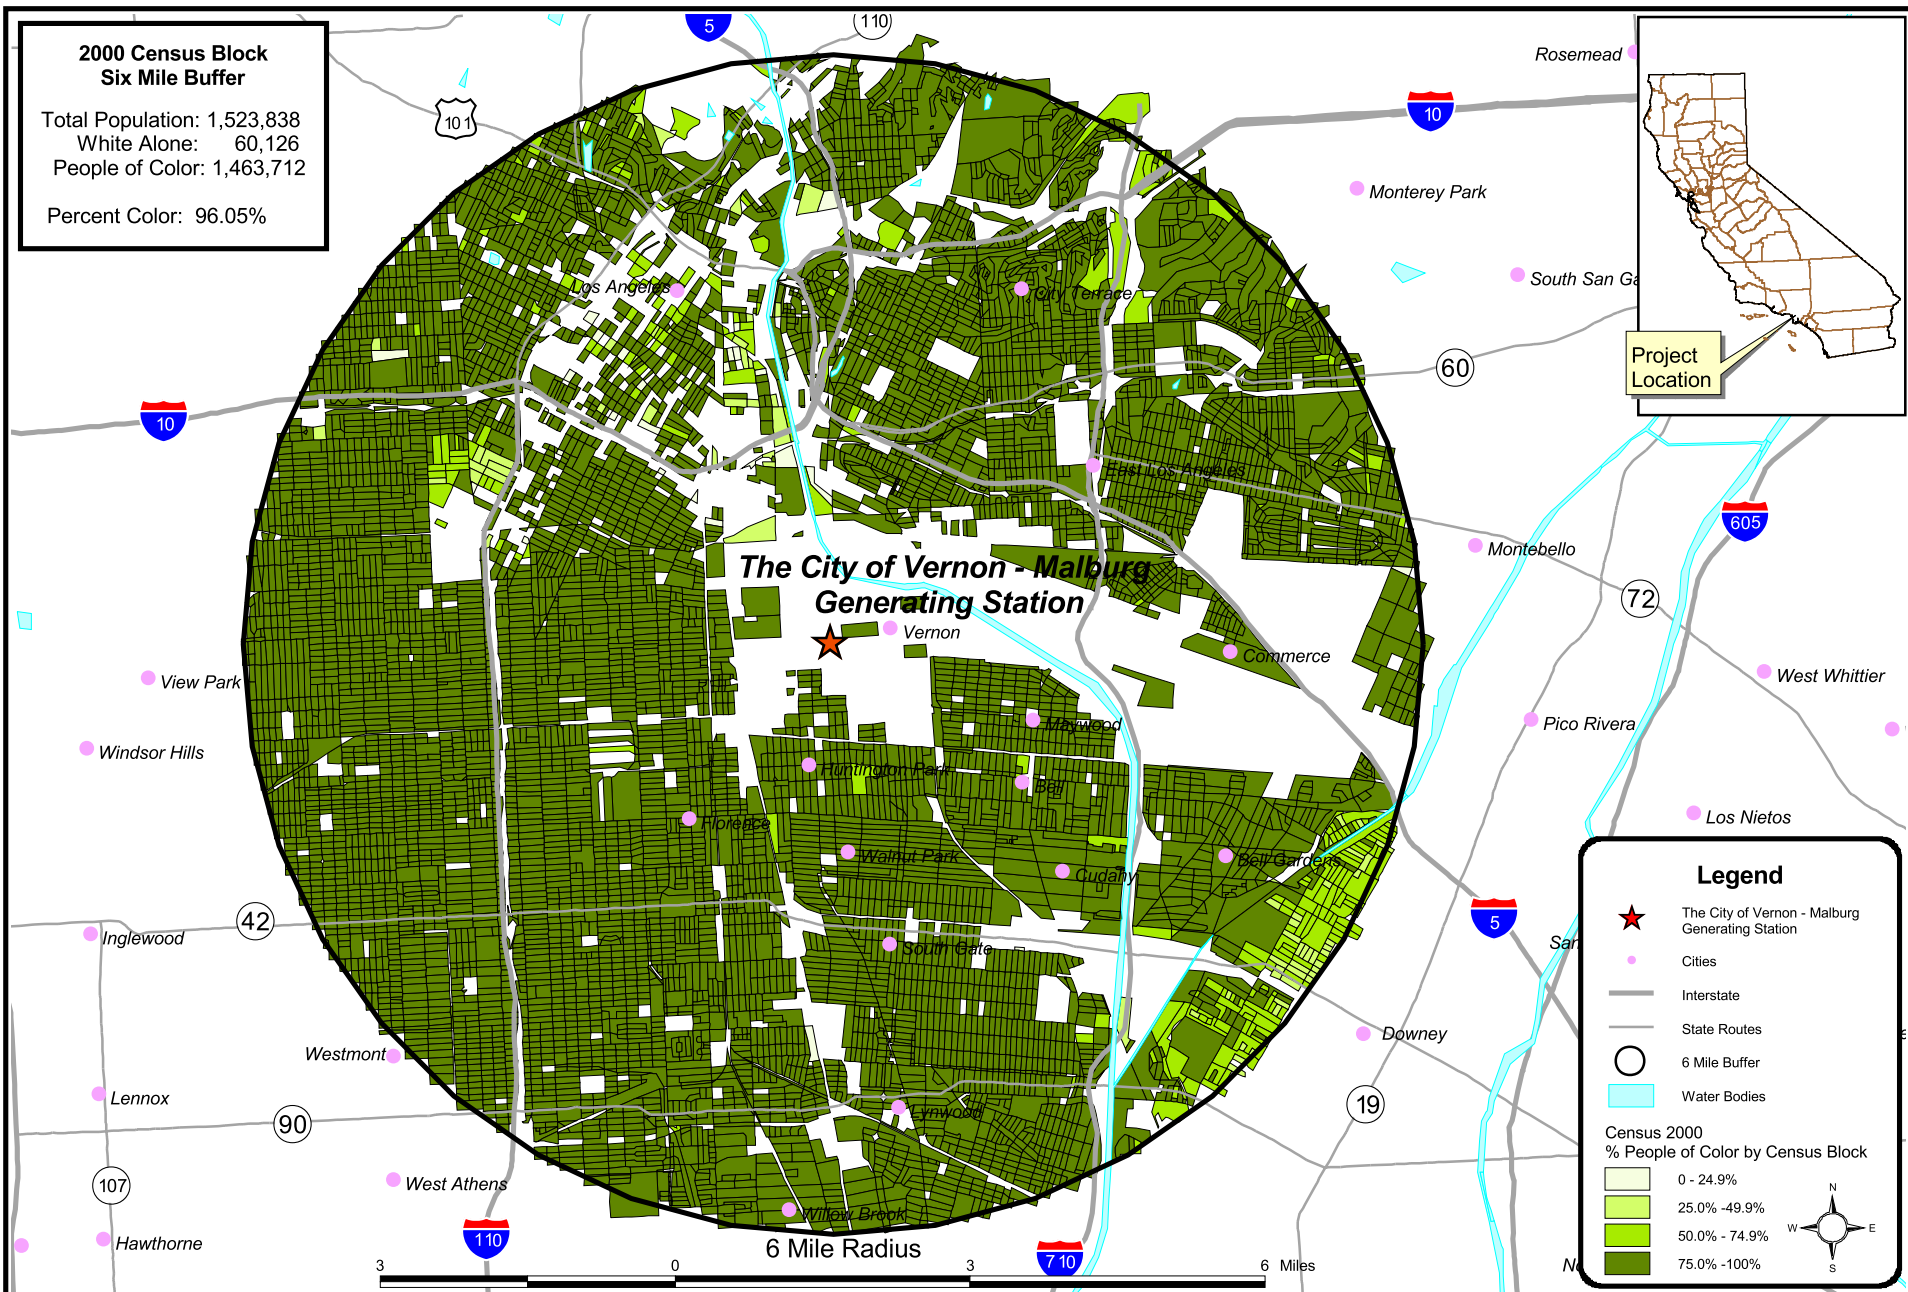 2000 Census Block
Six Mile Buffer
Total Population: 1,523,838
White Alone: 60,126
People of Color: 1,463,712
Percent Color: 96.05%
5
110
101
10
Rosemead
Monterey Park
South San Ga
Project
Location
Los Angeles
City Terrace
60
10
East Los Angeles
605
Montebello
72
The City of Vernon - Malburg
Generating Station
Vernon
Commerce
View Park
West Whittier
Windsor Hills
Maywood
Pico Rivera
Huntington Park
Bell
Florence
Los Nietos
Walnut Park
Bell Gardens
Cudahy
42
Inglewood
South Gate
5
San
Downey
Westmont
Lennox
Lynwood
90
19
107
West Athens
Willow Brook
110
Hawthorne
710
No
6 Mile Radius
3 0 3 6 Miles
Legend
The City of Vernon - Malburg
Generating Station
Cities
Interstate
State Routes
6 Mile Buffer
Water Bodies
Census 2000
% People of Color by Census Block
0 - 24.9%
25.0% -49.9%
50.0% - 74.9%
75.0% -100%
N
W E
S